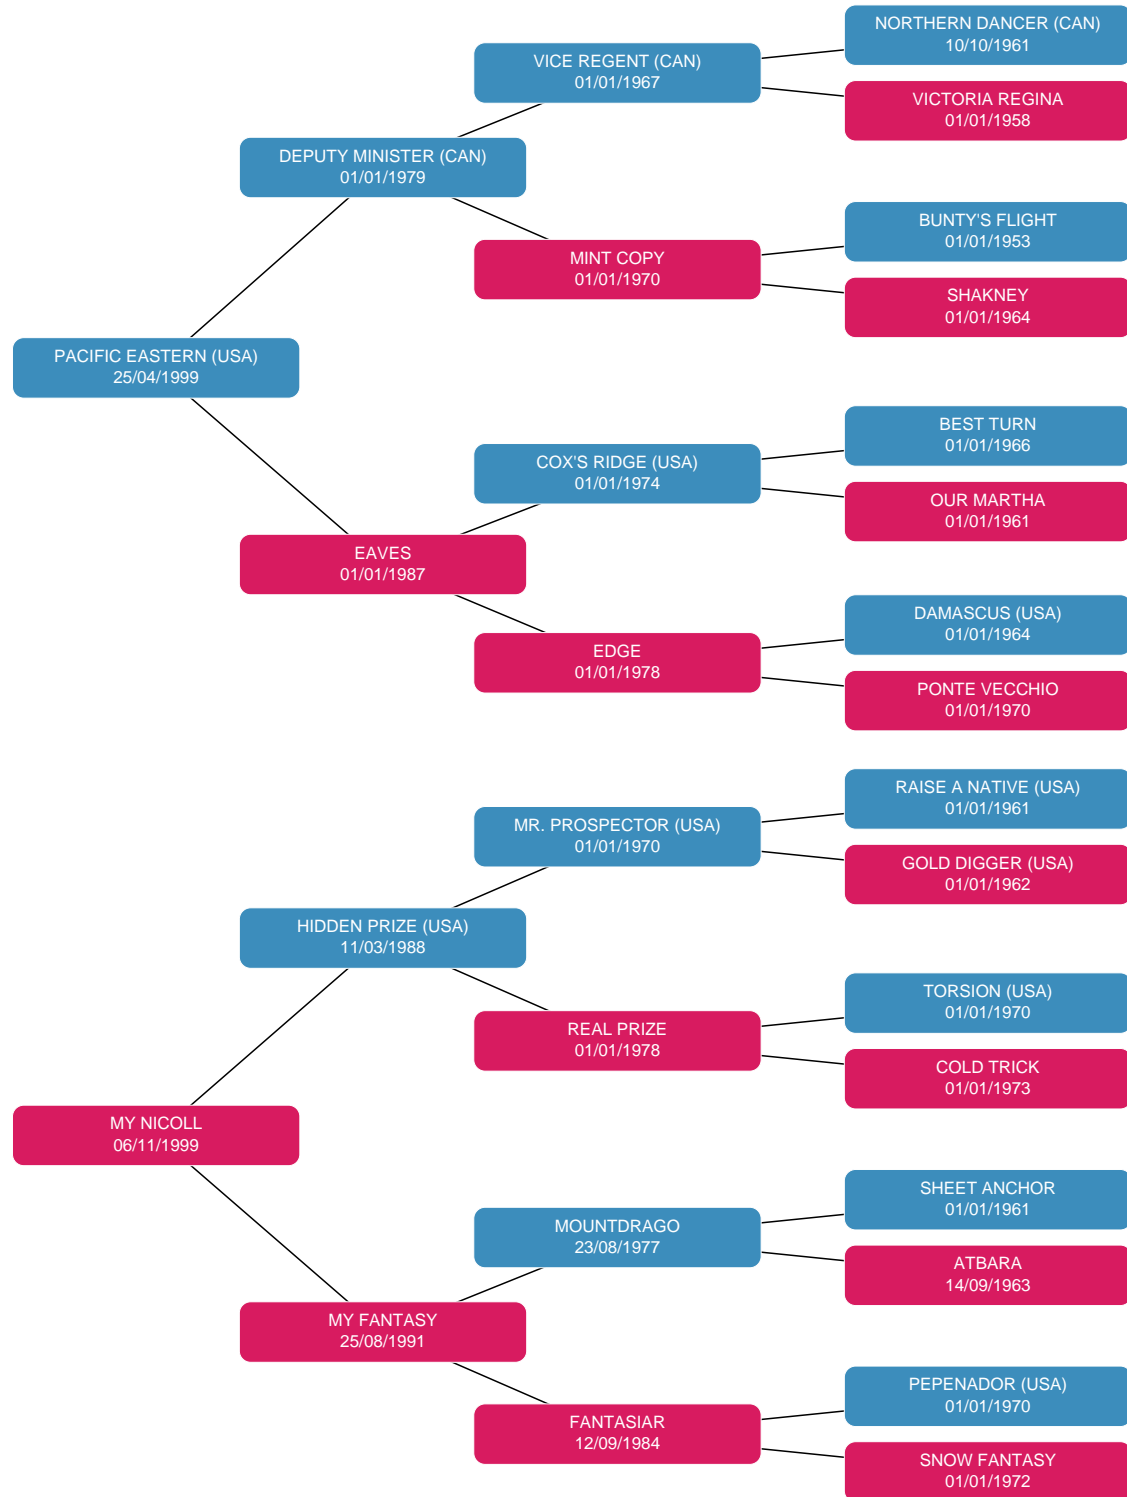 NORTHERN DANCER (CAN)
10/10/1961
VICE REGENT (CAN)
01/01/1967
VICTORIA REGINA
01/01/1958
DEPUTY MINISTER (CAN)
01/01/1979
BUNTY'S FLIGHT
01/01/1953
MINT COPY
01/01/1970
SHAKNEY
01/01/1964
PACIFIC EASTERN (USA)
25/04/1999
BEST TURN
01/01/1966
COX'S RIDGE (USA)
01/01/1974
OUR MARTHA
01/01/1961
EAVES
01/01/1987
DAMASCUS (USA)
01/01/1964
EDGE
01/01/1978
PONTE VECCHIO
01/01/1970
RAISE A NATIVE (USA)
01/01/1961
MR. PROSPECTOR (USA)
01/01/1970
GOLD DIGGER (USA)
01/01/1962
HIDDEN PRIZE (USA)
11/03/1988
TORSION (USA)
01/01/1970
REAL PRIZE
01/01/1978
COLD TRICK
01/01/1973
MY NICOLL
06/11/1999
SHEET ANCHOR
01/01/1961
MOUNTDRAGO
23/08/1977
ATBARA
14/09/1963
MY FANTASY
25/08/1991
PEPENADOR (USA)
01/01/1970
FANTASIAR
12/09/1984
SNOW FANTASY
01/01/1972